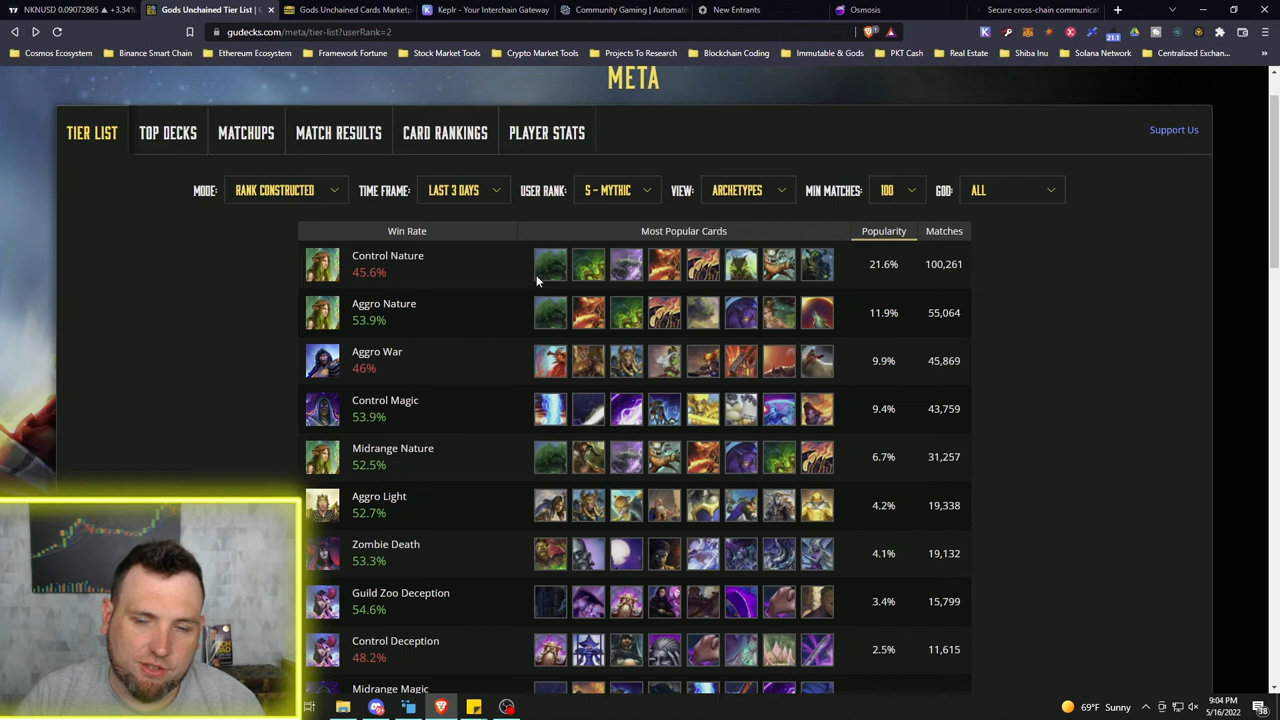 NKNUSD 0.09072865 ▲ +3.34%
Gods Unchained Tier List |
Gods Unchained Cards Marketp
Keplr - Your Interchain Gateway
Community Gaming | Automate
New Entrants
Osmosis
Secure cross-chain communicati
gudecks.com/meta/tier-list?userRank=2
Cosmos Ecosystem
Binance Smart Chain
Ethereum Ecosystem
Framework Fortune
Stock Market Tools
Crypto Market Tools
Projects To Research
Blockchain Coding
Immutable & Gods
PKT Cash
Real Estate
Shiba Inu
Solana Network
Centralized Exchan...
META
TIER LIST
TOP DECKS
MATCHUPS
MATCH RESULTS
CARD RANKINGS
PLAYER STATS
Support Us
MODE: RANK CONSTRUCTED
TIME FRAME: LAST 3 DAYS
USER RANK: 5 - MYTHIC
VIEW: ARCHETYPES
MIN MATCHES: 100
GOD: ALL
Win Rate Most Popular Cards Popularity Matches
Control Nature
45.6% 21.6% 100,261
Aggro Nature
53.9% 11.9% 55,064
Aggro War
46% 9.9% 45,869
Control Magic
53.9% 9.4% 43,759
Midrange Nature
52.5% 6.7% 31,257
Aggro Light
52.7% 4.2% 19,338
Zombie Death
53.3% 4.1% 19,132
Guild Zoo Deception
54.6% 3.4% 15,799
Control Deception
48.2% 2.5% 11,615
Midrange Magic
69°F Sunny
9:04 PM
5/16/2022
38